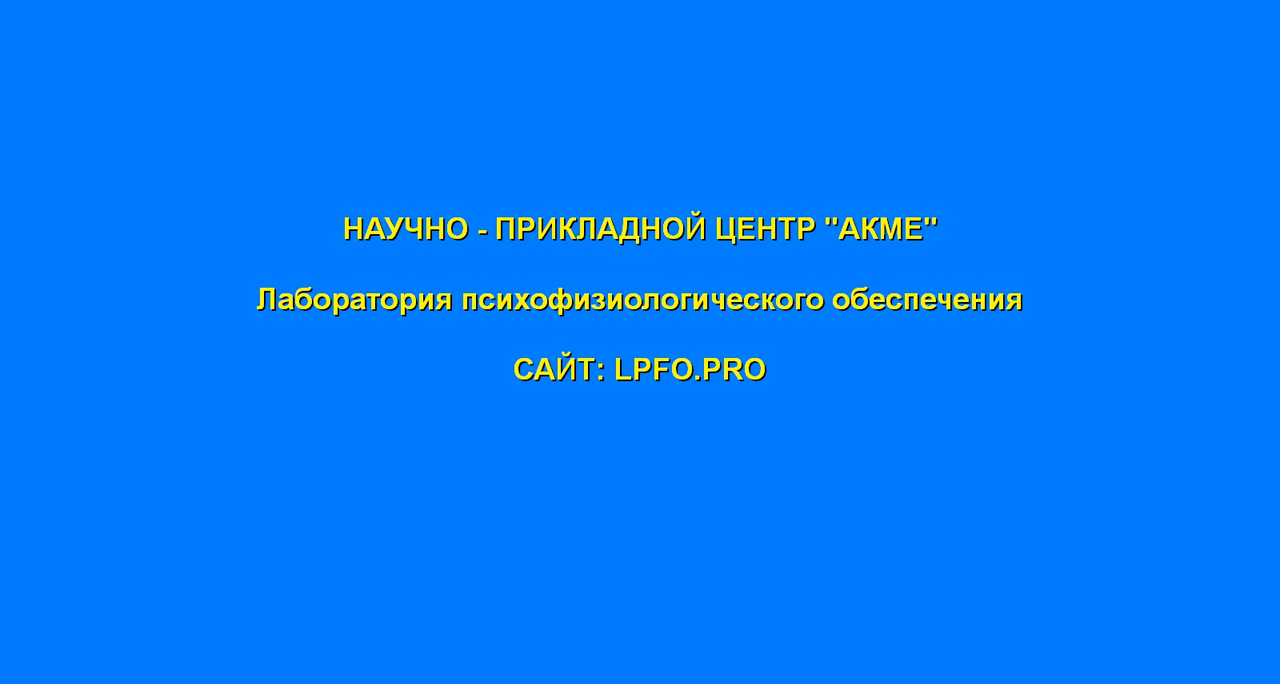 НАУЧНО - ПРИКЛАДНОЙ ЦЕНТР "АКМЕ"
Лаборатория психофизиологического обеспечения
САЙТ: LPFO.PRO